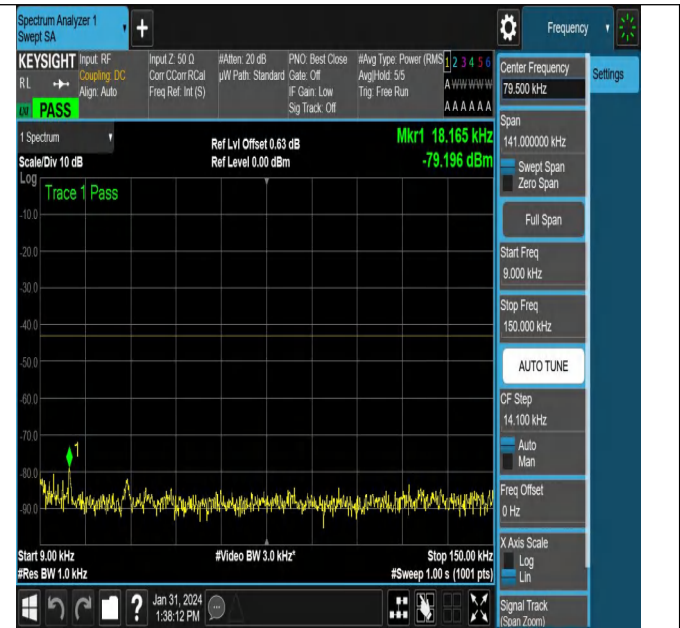 Spectrum Analyzer 1
Swept SA
+
Frequency
KEYSIGHT
RL
PASS
Input: RF
Coupling: DC
Align: Auto
Input Z: 50 Ω
Corr CCorr RCal
Freq Ref: Int (S)
#Atten: 20 dB
µW Path: Standard
PNO: Best Close
Gate: Off
IF Gain: Low
Sig Track: Off
#Avg Type: Power (RMS
Avg|Hold: 5/5
Trig: Free Run
1 2 3 4 5 6
A W W W W W
A A A A A A
1 Spectrum
Scale/Div 10 dB
Ref Lvl Offset 0.63 dB
Ref Level 0.00 dBm
Mkr1 18.165 kHz
-79.196 dBm
Log
Trace 1 Pass
-10.0
-20.0
-30.0
-40.0
-50.0
-60.0
-70.0
-80.0
-90.0
1
Start 9.00 kHz
#Res BW 1.0 kHz
#Video BW 3.0 kHz*
Stop 150.00 kHz
#Sweep 1.00 s (1001 pts)
?
Jan 31, 2024
1:38:12 PM
Center Frequency
79.500 kHz
Settings
Span
141.000000 kHz
Swept Span
Zero Span
Full Span
Start Freq
9.000 kHz
Stop Freq
150.000 kHz
AUTO TUNE
CF Step
14.100 kHz
Auto
Man
Freq Offset
0 Hz
X Axis Scale
Log
Lin
Signal Track
(Span Zoom)